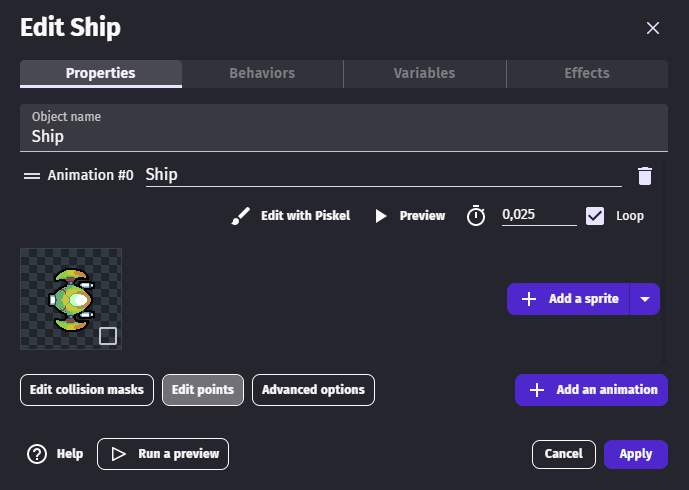 Edit Ship
Properties Behaviors Variables Effects
Object name
Ship
Animation #0 Ship
Edit with Piskel Preview 0,025 Loop
Add a sprite
Edit collision masks Edit points Advanced options Add an animation
Help Run a preview Cancel Apply